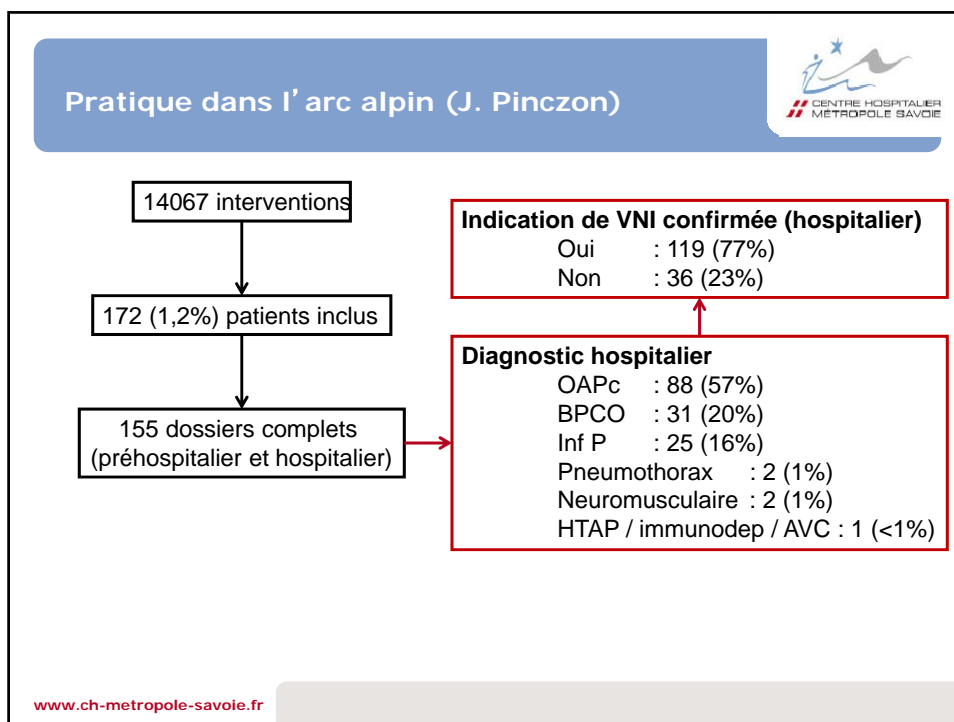 Pratique dans l'arc alpin (J. Pinczon)
CENTRE HOSPITALIER
MÉTROPOLE SAVOIE
14067 interventions
172 (1,2%) patients inclus
155 dossiers complets
(préhospitalier et hospitalier)
Indication de VNI confirmée (hospitalier)
Oui : 119 (77%)
Non : 36 (23%)
Diagnostic hospitalier
OAPc : 88 (57%)
BPCO : 31 (20%)
Inf P : 25 (16%)
Pneumothorax : 2 (1%)
Neuromusculaire : 2 (1%)
HTAP / immunodep / AVC : 1 (<1%)
www.ch-metropole-savoie.fr